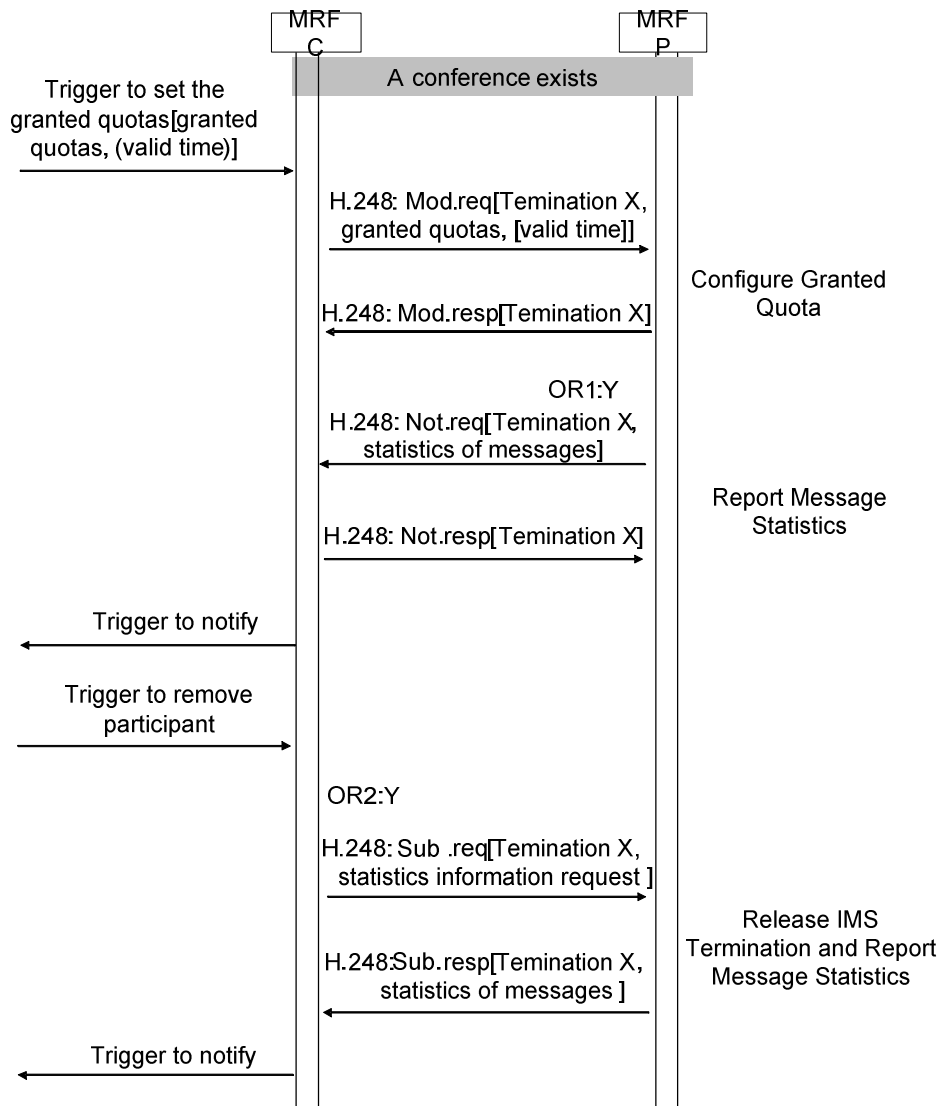 MRF
C
MRF
P
A conference exists
Trigger to set the
granted quotas[granted
quotas, (valid time)]
H.248: Mod.req[Temination X,
granted quotas, [valid time]]
Configure Granted
Quota
H.248: Mod.resp[Temination X]
OR1:Y
H.248: Not.req[Temination X,
statistics of messages]
Report Message
Statistics
H.248: Not.resp[Temination X]
Trigger to notify
Trigger to remove
participant
OR2:Y
H.248: Sub .req[Temination X,
statistics information request ]
Release IMS
Termination and Report
Message Statistics
H.248:Sub.resp[Temination X,
statistics of messages ]
Trigger to notify